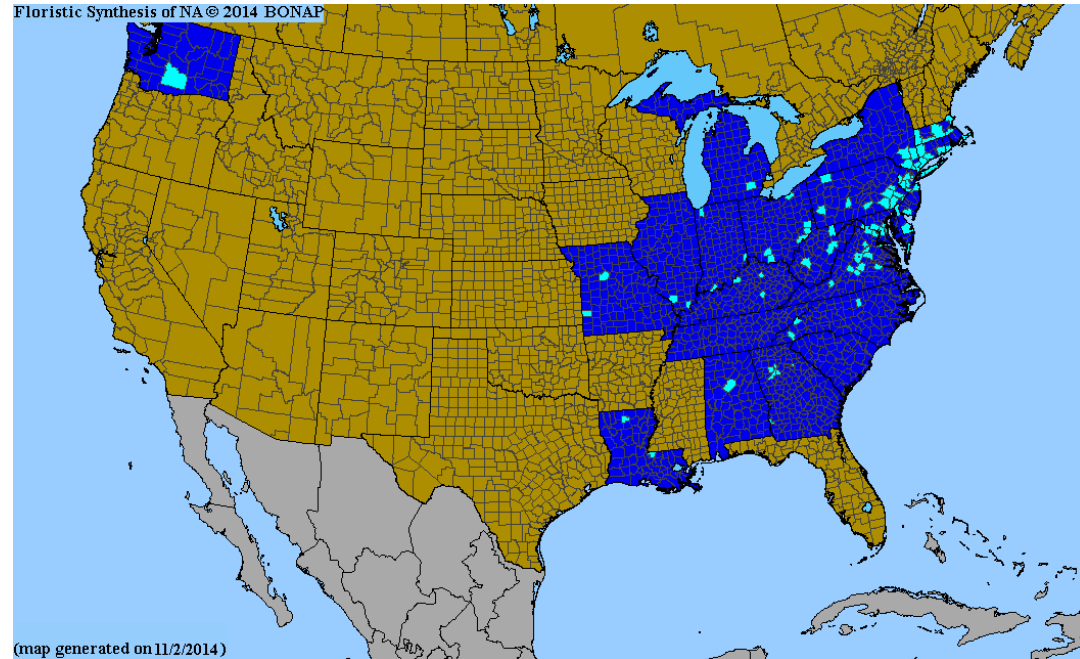 Floristic Synthesis of NA © 2014 BONAP
(map generated on 11/2/2014)